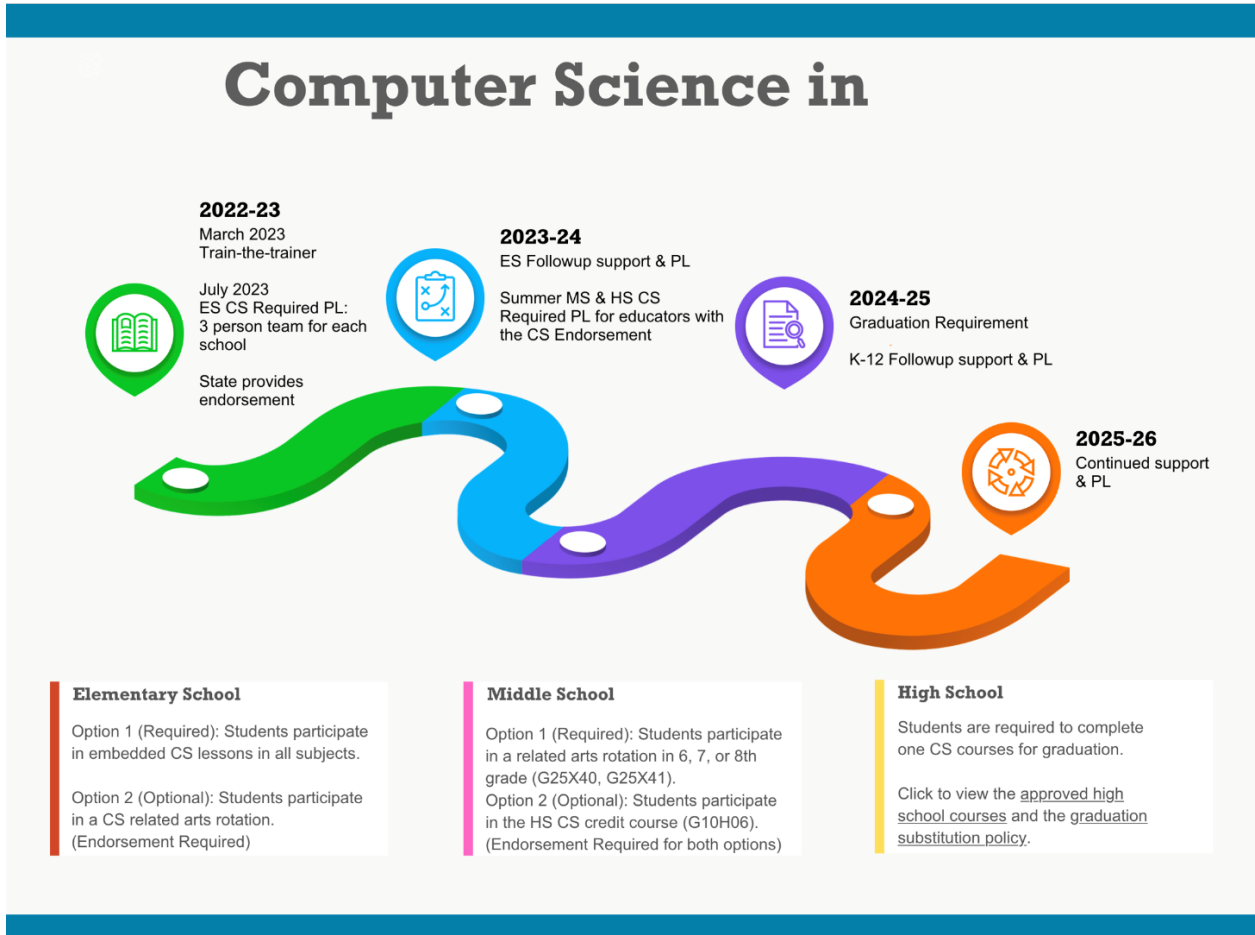 Computer Science in
2022-23
March 2023
Train-the-trainer
July 2023
ES CS Required PL:
3 person team for each
school
State provides
endorsement
2023-24
ES Followup support & PL
Summer MS & HS CS
Required PL for educators with
the CS Endorsement
2024-25
Graduation Requirement
K-12 Followup support & PL
2025-26
Continued support
& PL
Elementary School
Option 1 (Required): Students participate
in embedded CS lessons in all subjects.
Option 2 (Optional): Students participate
in a CS related arts rotation.
(Endorsement Required)
Middle School
Option 1 (Required): Students participate
in a related arts rotation in 6, 7, or 8th
grade (G25X40, G25X41).
Option 2 (Optional): Students participate
in the HS CS credit course (G10H06).
(Endorsement Required for both options)
High School
Students are required to complete
one CS courses for graduation.
Click to view the approved high
school courses and the graduation
substitution policy.